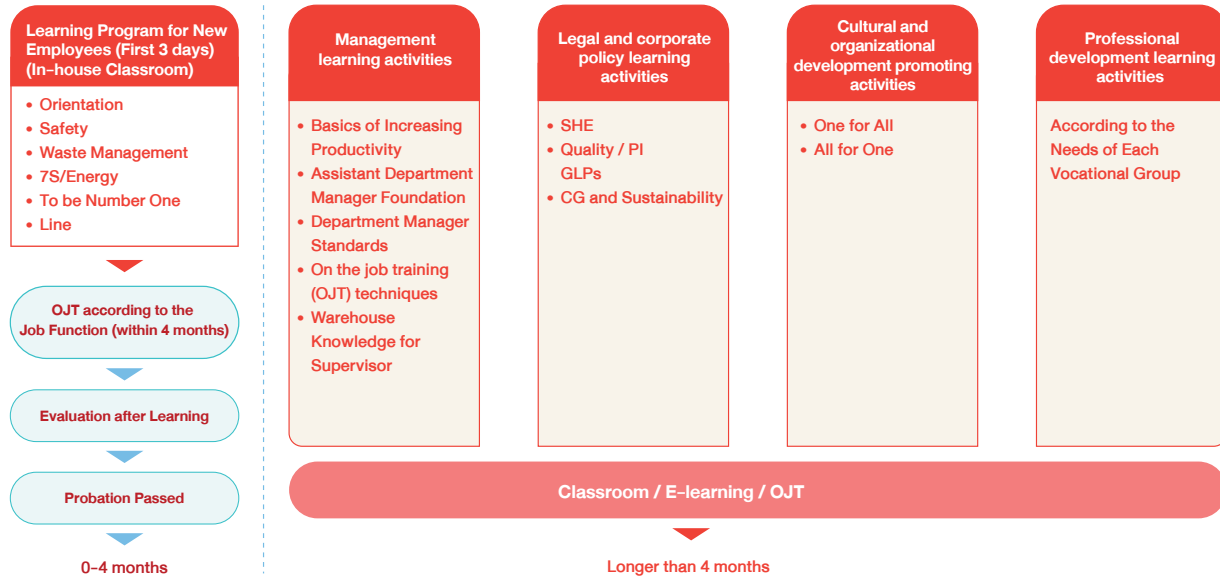 Learning Program for New
Employees (First 3 days)
(In-house Classroom)
• Orientation
• Safety
• Waste Management
• 7S/Energy
• To be Number One
• Line
OJT according to the
Job Function (within 4 months)
Evaluation after Learning
Probation Passed
0-4 months
Management
learning activities
• Basics of Increasing
Productivity
• Assistant Department
Manager Foundation
• Department Manager
Standards
• On the job training
(OJT) techniques
• Warehouse
Knowledge for
Supervisor
Legal and corporate
policy learning
activities
• SHE
• Quality / PI
GLPs
• CG and Sustainability
Cultural and
organizational
development promoting
activities
• One for All
• All for One
Professional
development learning
activities
According to the
Needs of Each
Vocational Group
Classroom / E-learning / OJT
Longer than 4 months